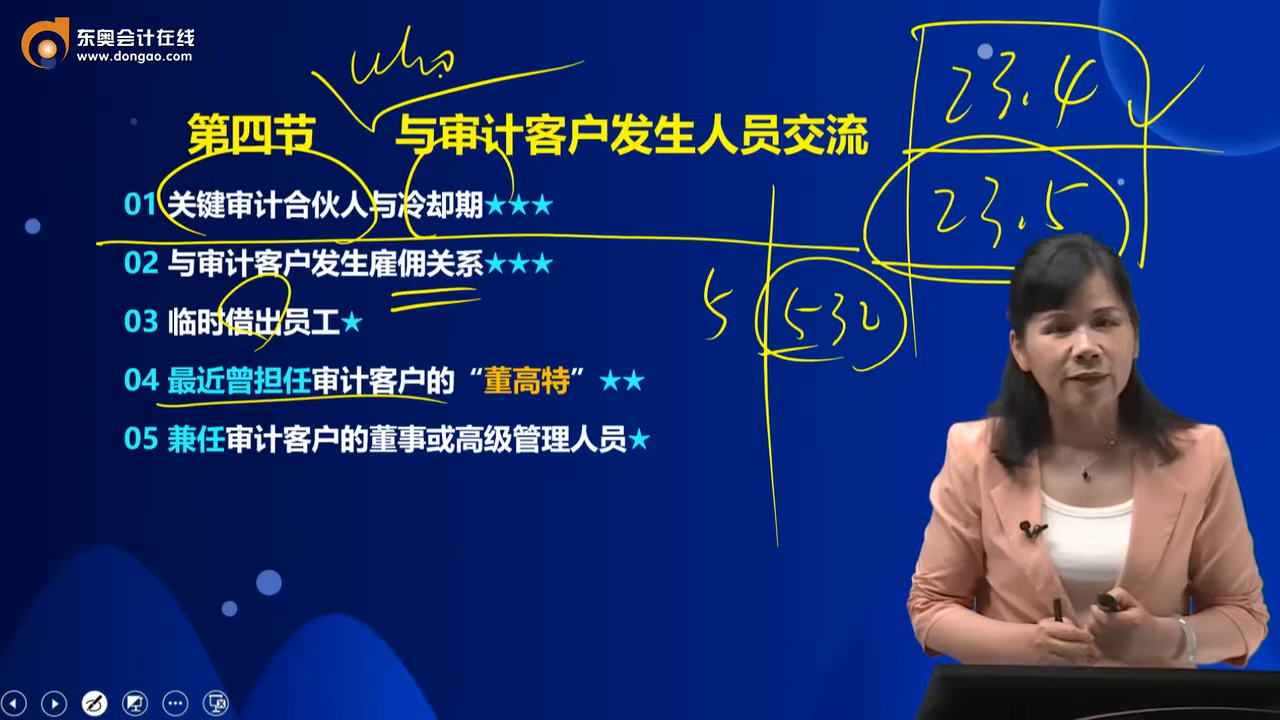 东奥会计在线
www.dongao.com
who
第四节 与审计客户发生人员交流
23.4
01 关键审计合伙人与冷却期★★★
23.5
02 与审计客户发生雇佣关系★★★
5 532
03 临时借出员工★
04 最近曾担任审计客户的“董高特”★★
05 兼任审计客户的董事或高级管理人员★